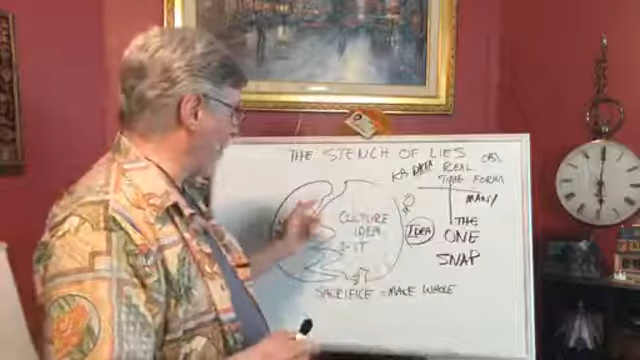 THE STENCH OF LIES
REAL
TIME FORM
MANY
CULTURE
IDEA
IDEA
THE
ONE
SNAP
SACRIFICE = MAKE WHOLE